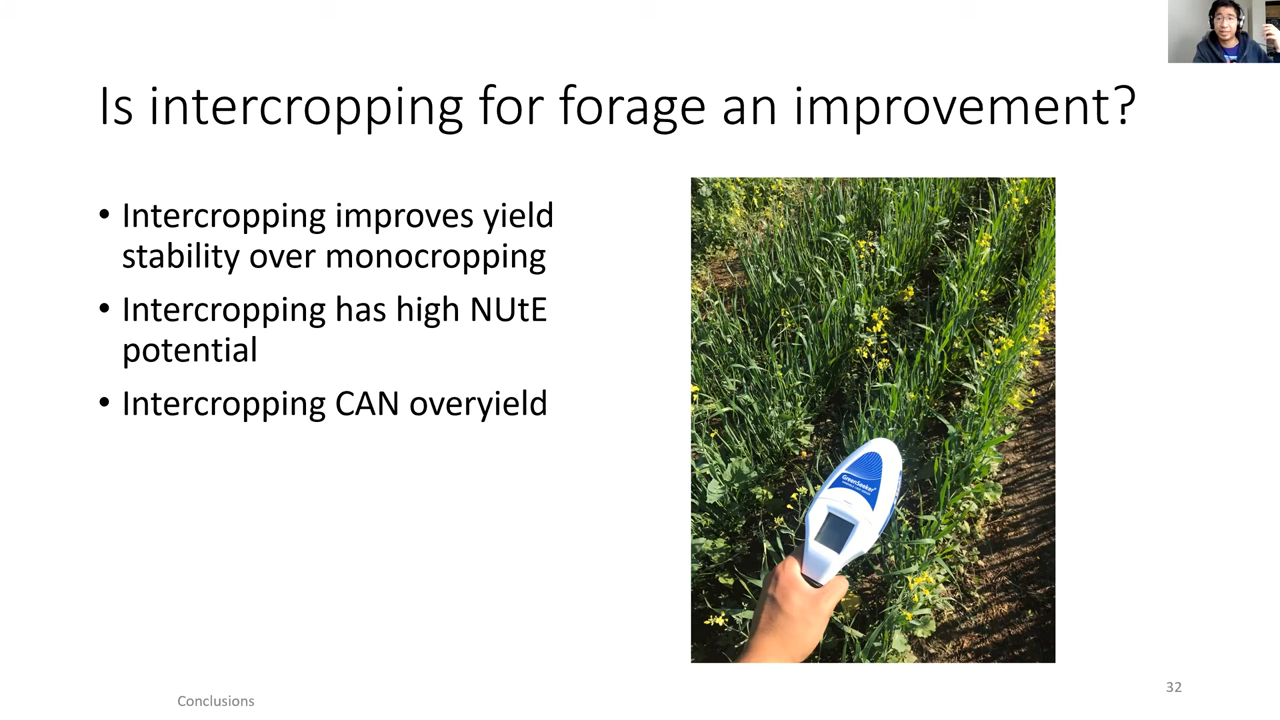 Is intercropping for forage an improvement?
• Intercropping improves yield
stability over monocropping
• Intercropping has high NUtE
potential
• Intercropping CAN overyield
GreenSeeker
Conclusions
32